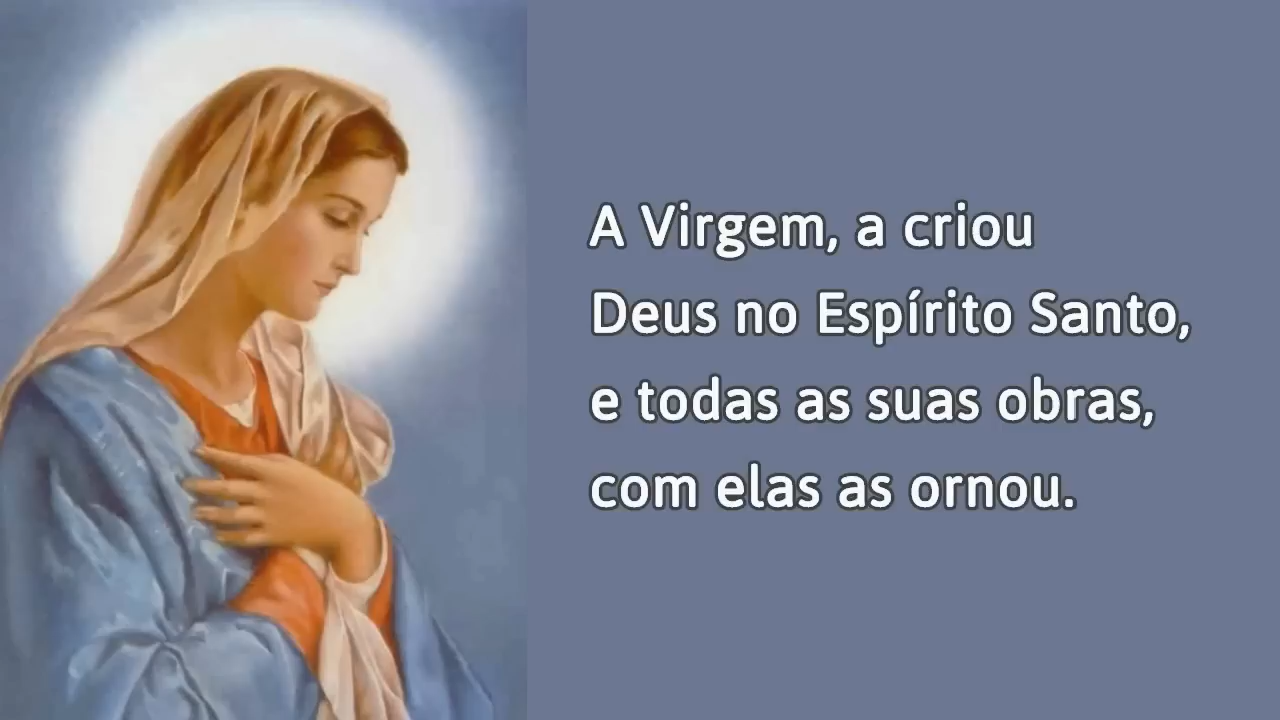 A Virgem, a criou
Deus no Espírito Santo,
e todas as suas obras,
com elas as ornou.